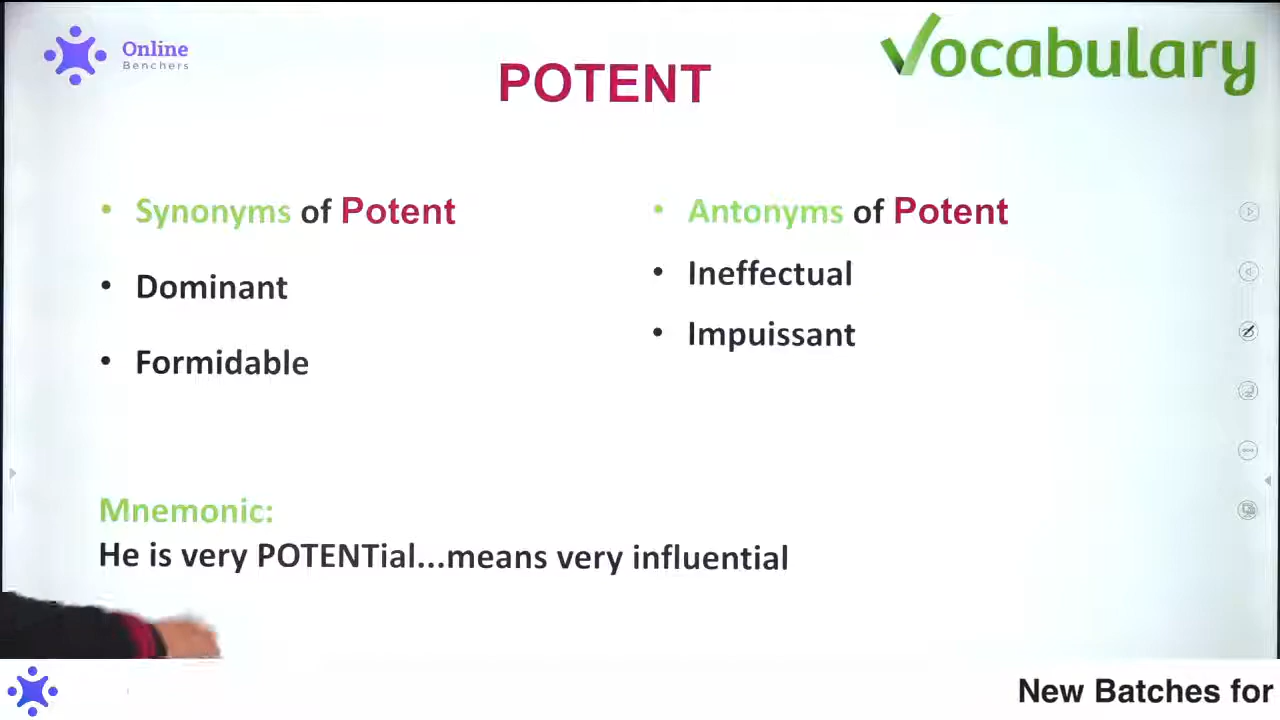 Online
Benchers
POTENT
Vocabulary
• Synonyms of Potent
• Dominant
• Formidable
• Antonyms of Potent
• Ineffectual
• Impuissant
Mnemonic:
He is very POTENTial...means very influential
New Batches for